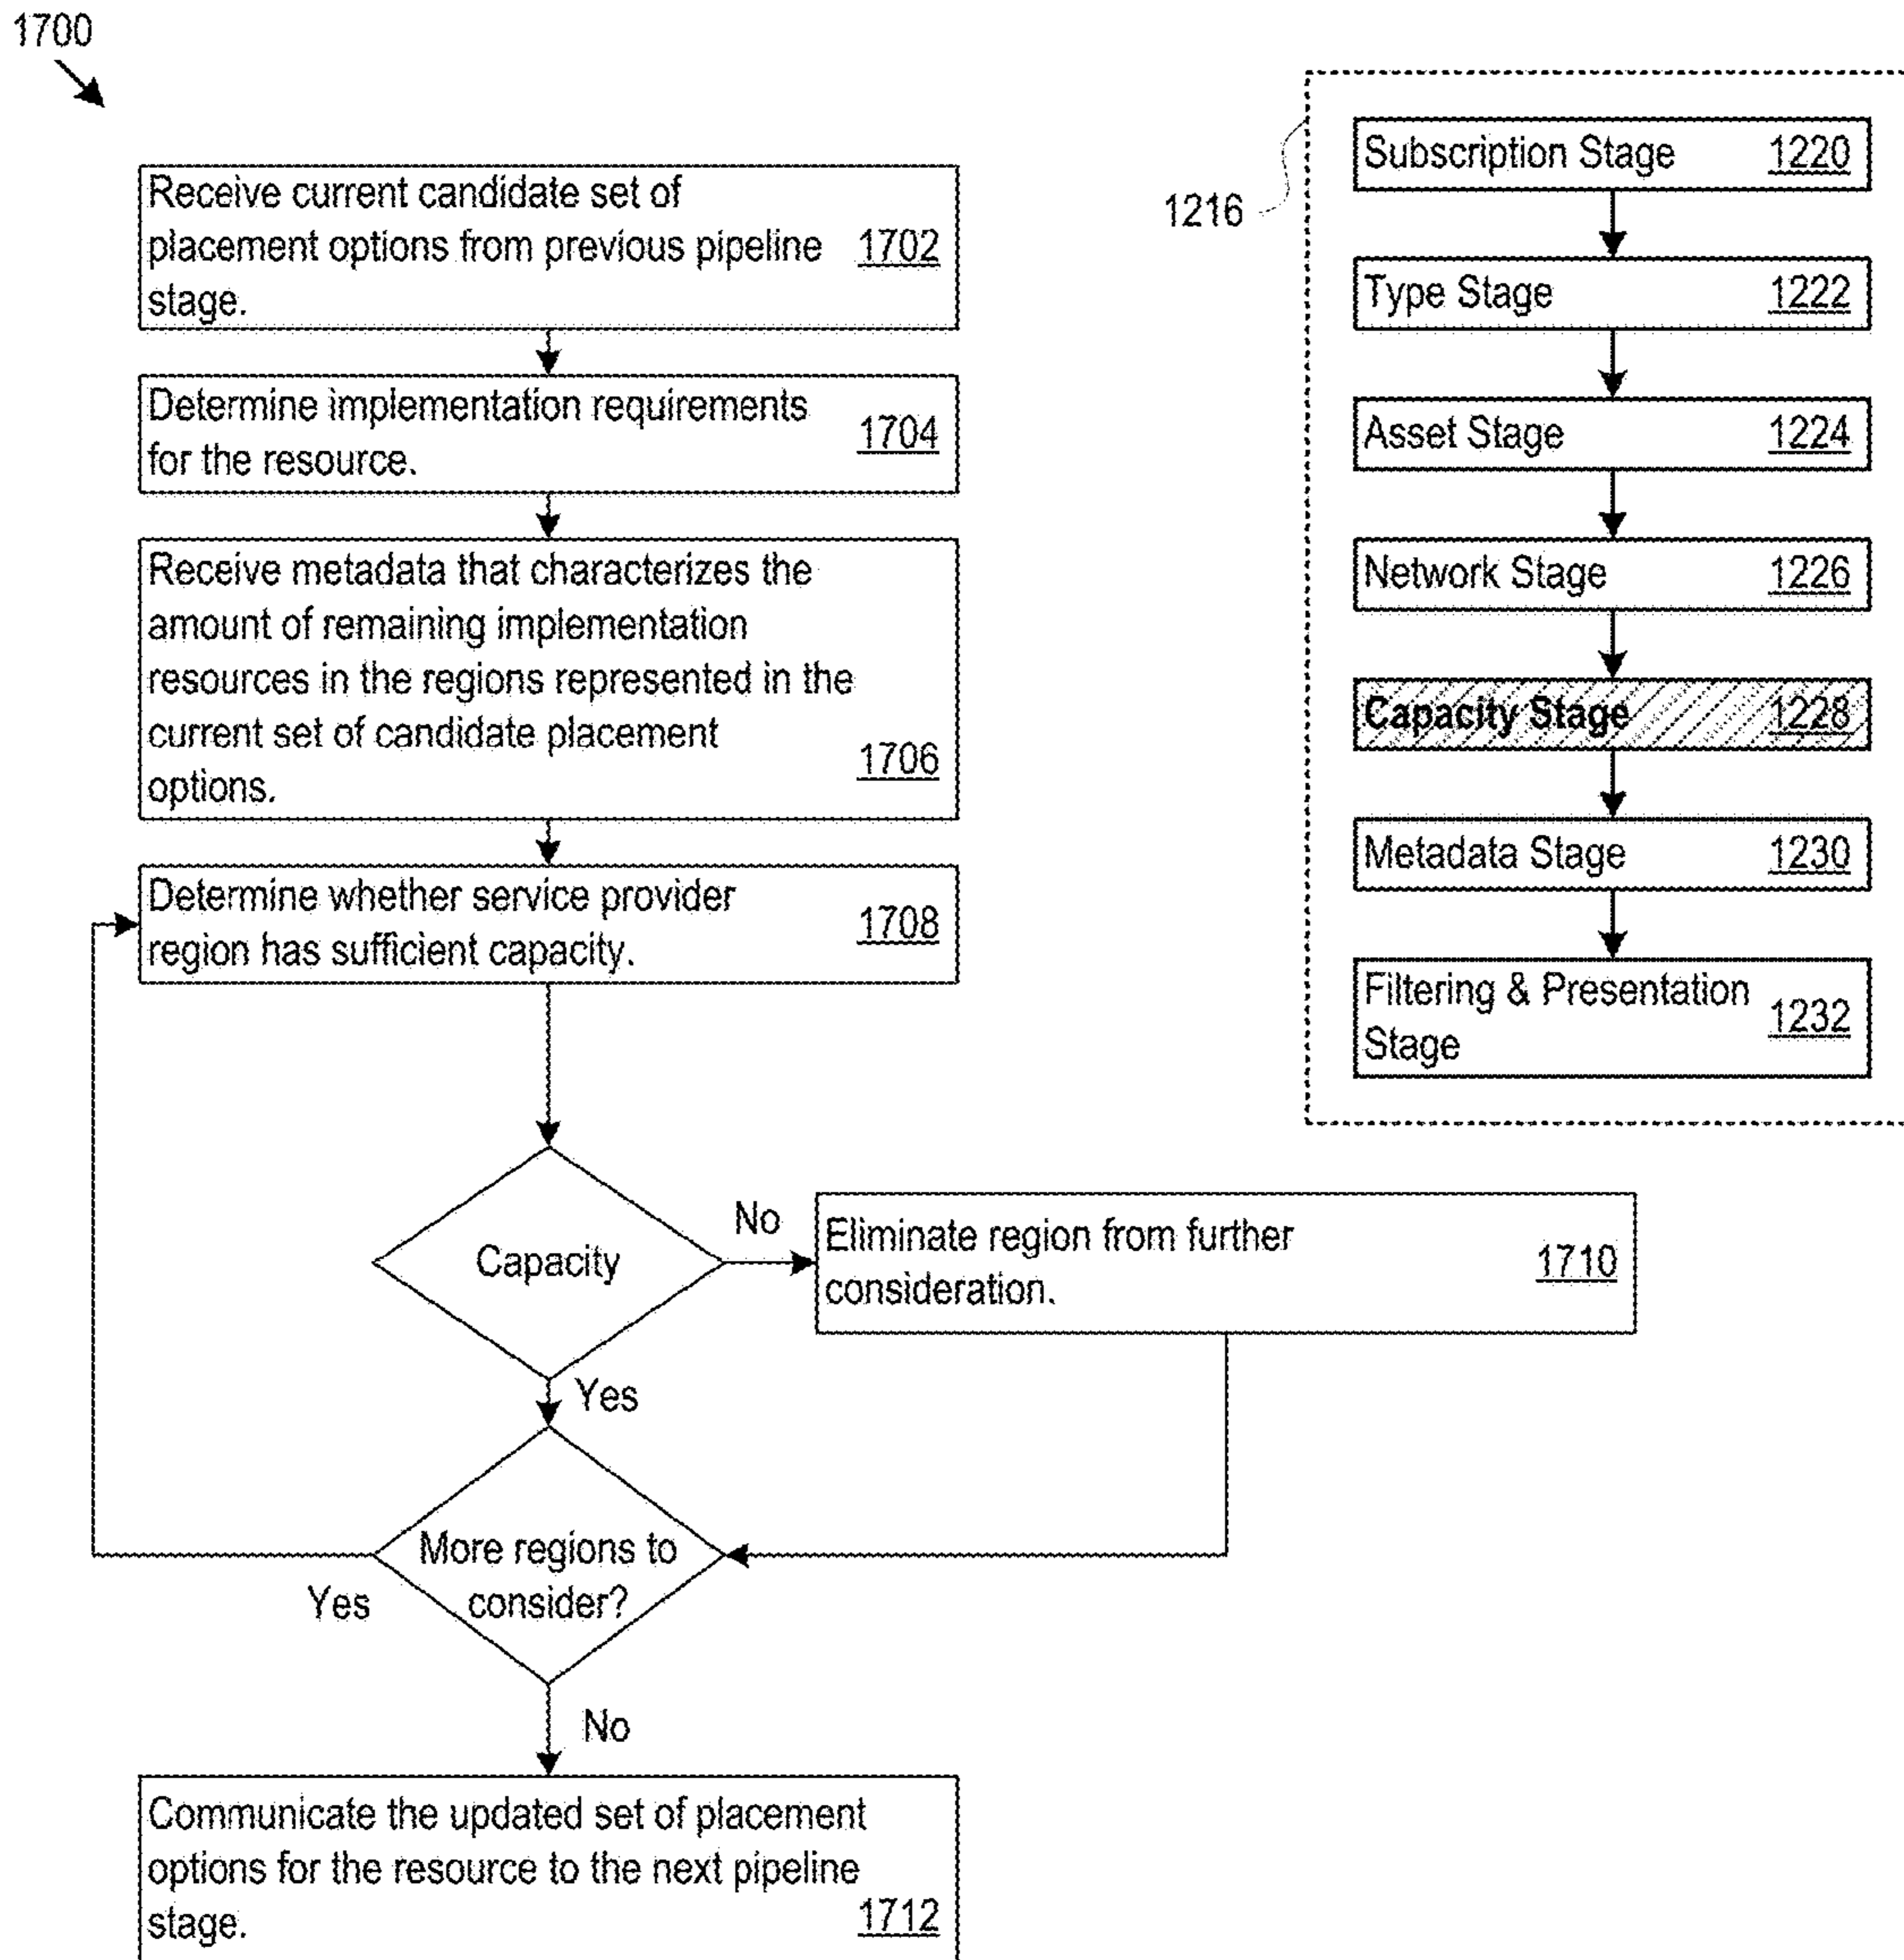 1700
Receive current candidate set of
placement options from previous pipeline 1702
stage.
Determine implementation requirements
for the resource. 1704
Receive metadata that characterizes the
amount of remaining implementation
resources in the regions represented in the
current set of candidate placement
options. 1706
Determine whether service provider
region has sufficient capacity. 1708
Capacity
No
Eliminate region from further
consideration. 1710
Yes
More regions to
consider?
Yes
No
Communicate the updated set of placement
options for the resource to the next pipeline
stage. 1712
1216
Subscription Stage 1220
Type Stage 1222
Asset Stage 1224
Network Stage 1226
Capacity Stage 1228
Metadata Stage 1230
Filtering & Presentation
Stage 1232